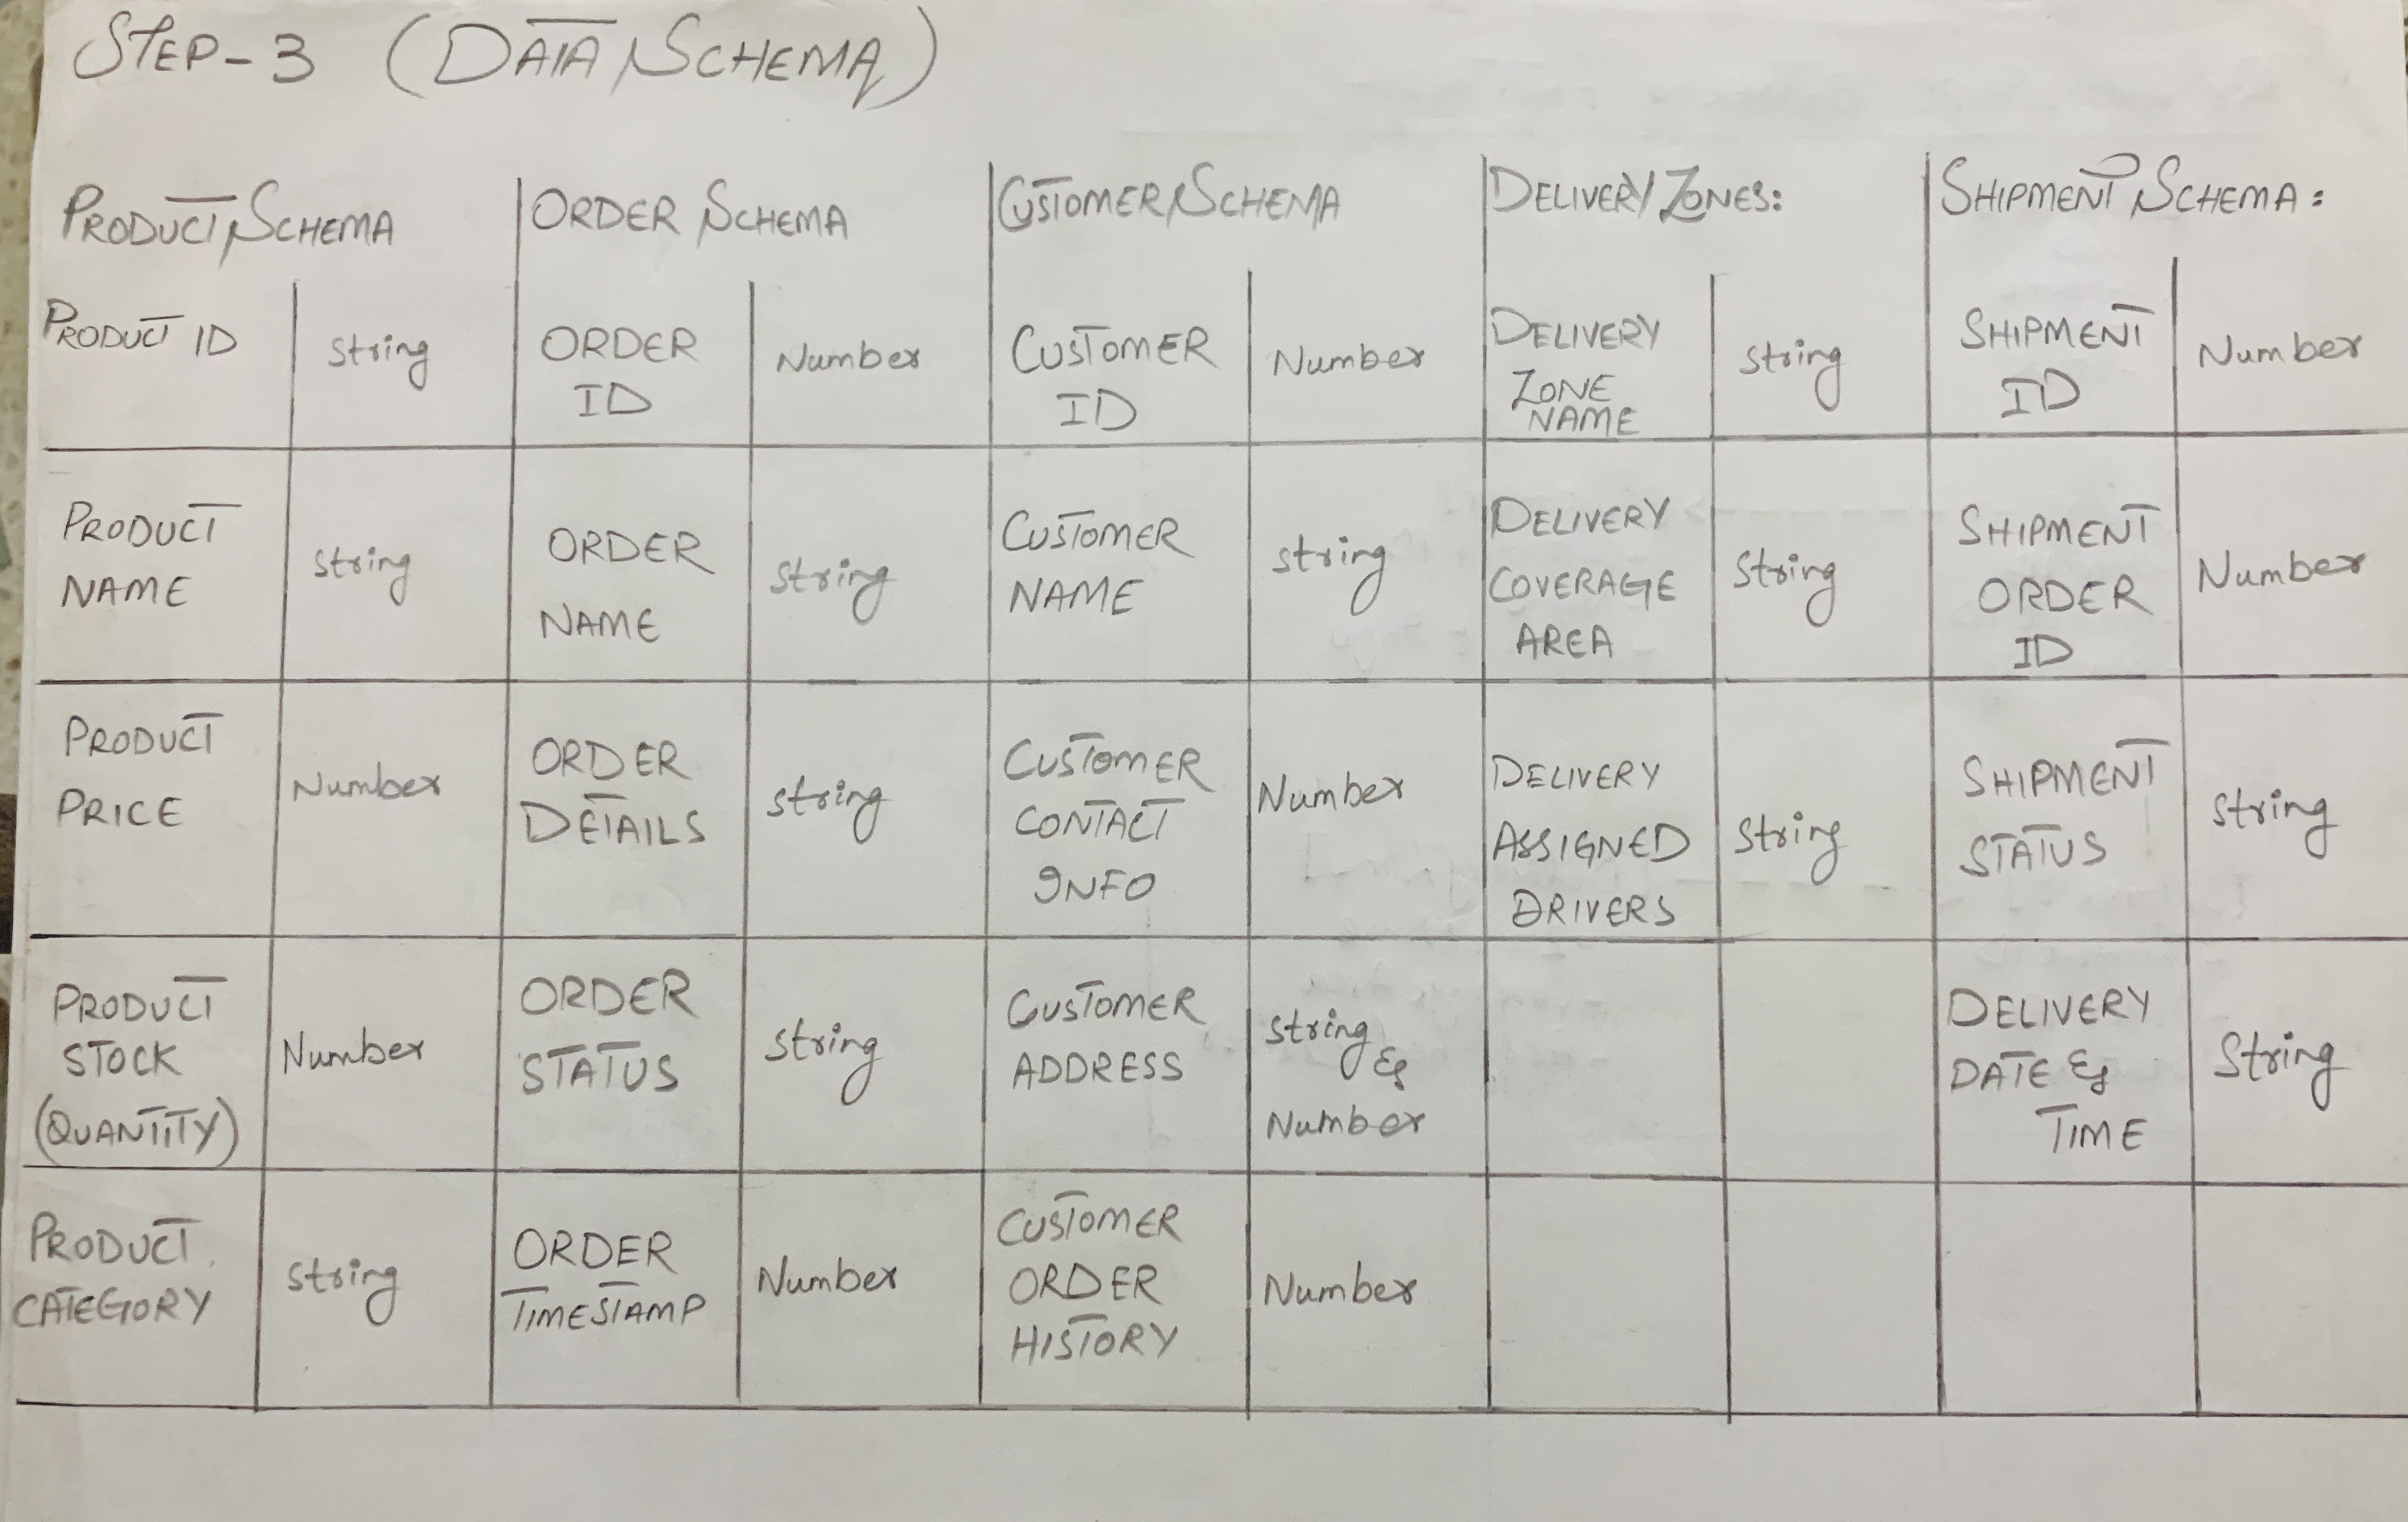 STEP-3 (DATA SCHEMA)
PRODUCT SCHEMA
ORDER SCHEMA
CUSTOMER SCHEMA
DELIVERY ZONES:
SHIPMENT SCHEMA:
PRODUCT ID
String
ORDER
ID
Number
CUSTOMER
ID
Number
DELIVERY
ZONE
NAME
String
SHIPMENT
ID
Number
PRODUCT
NAME
String
ORDER
NAME
String
CUSTOMER
NAME
String
DELIVERY
COVERAGE
AREA
String
SHIPMENT
ORDER
ID
Number
PRODUCT
PRICE
Number
ORDER
DETAILS
String
CUSTOMER
CONTACT
INFO
Number
DELIVERY
ASSIGNED
DRIVERS
String
SHIPMENT
STATUS
String
PRODUCT
STOCK
(QUANTITY)
Number
ORDER
STATUS
String
CUSTOMER
ADDRESS
String &
Number
DELIVERY
DATE &
TIME
String
PRODUCT
CATEGORY
String
ORDER
TIMESTAMP
Number
CUSTOMER
ORDER
HISTORY
Number